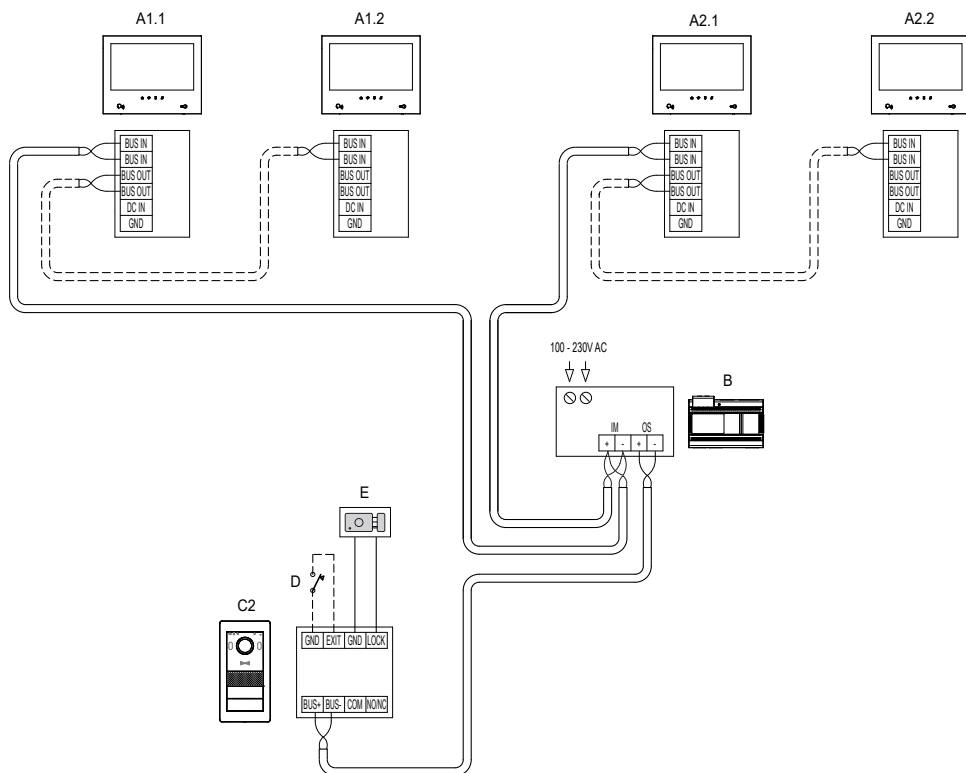 A1.1 A1.2 A2.1 A2.2
BUS IN
BUS IN
BUS OUT
BUS OUT
DC IN
GND
BUS IN
BUS IN
BUS OUT
BUS OUT
DC IN
GND
BUS IN
BUS IN
BUS OUT
BUS OUT
DC IN
GND
BUS IN
BUS IN
BUS OUT
BUS OUT
DC IN
GND
100 - 230V AC
B
IM OS
+ - + -
E
D
C2
GND EXIT GND LOCK
BUS+ BUS- COM NO/NC